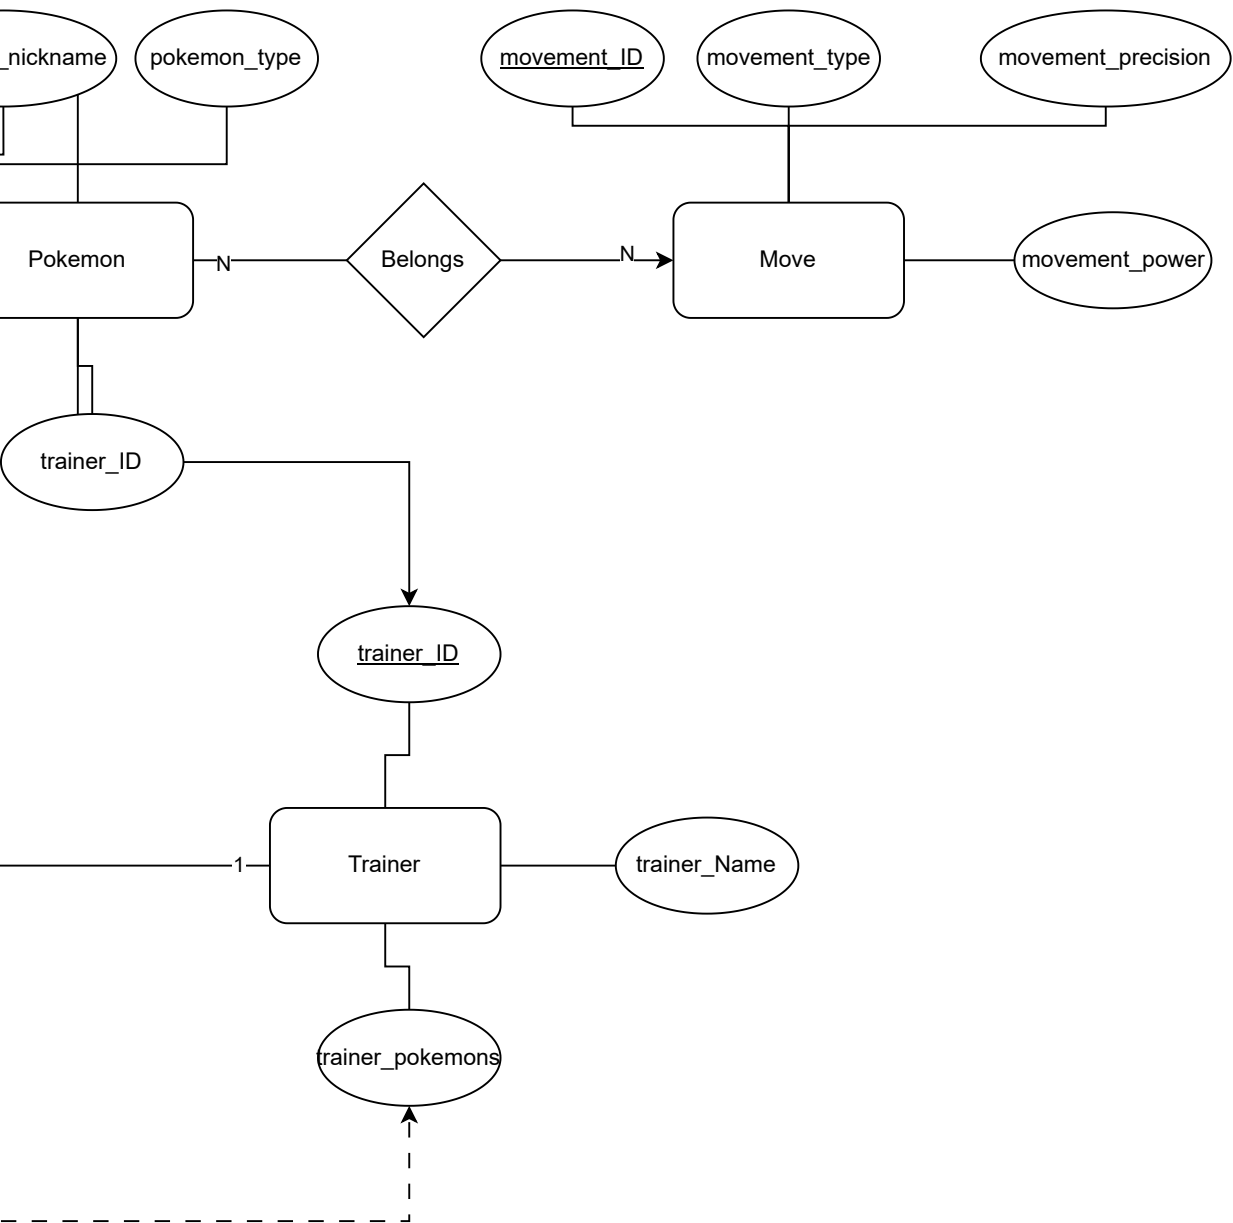 _nickname
pokemon_type
movement_ID
movement_type
movement_precision
Pokemon
N
Belongs
N
Move
movement_power
trainer_ID
trainer_ID
1
Trainer
trainer_Name
trainer_pokemons